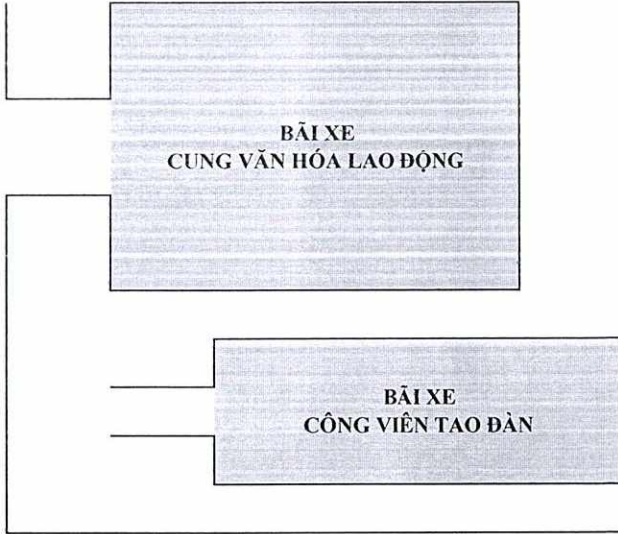 BÃI XE
CUNG VĂN HÓA LAO ĐỘNG
BÃI XE
CÔNG VIÊN TAO ĐÀN